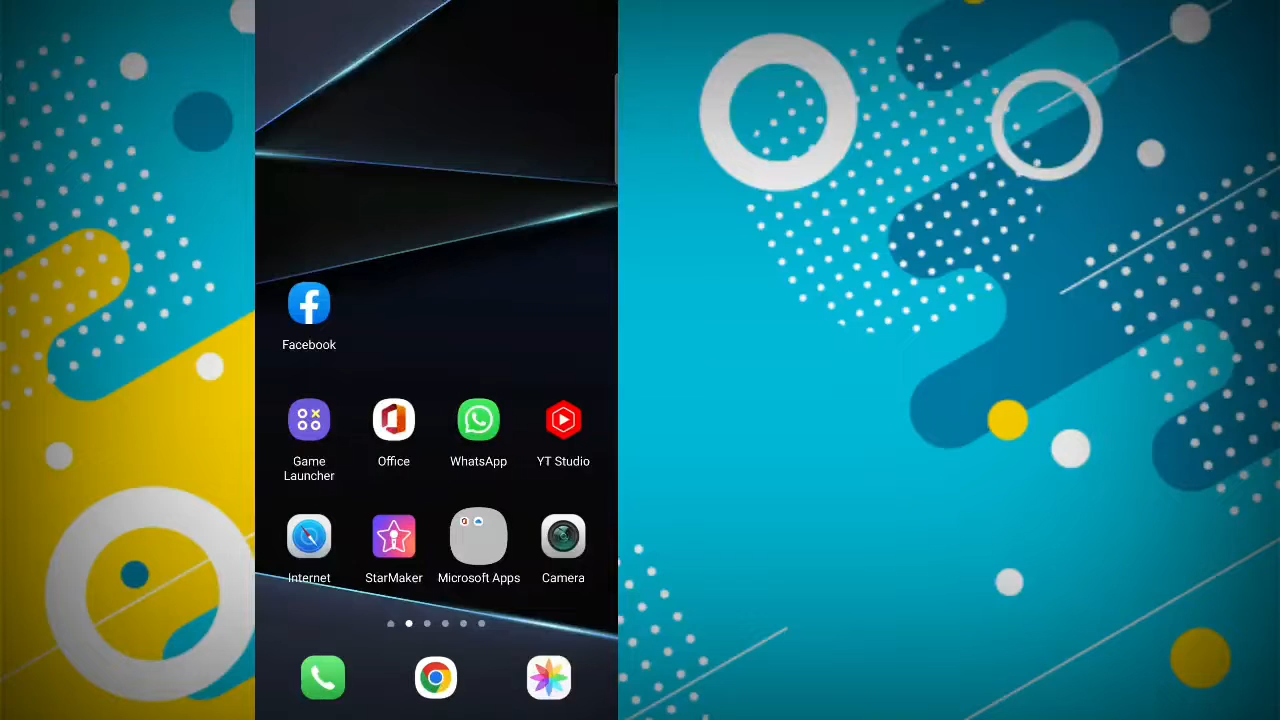 Facebook
Game
Launcher
Office
WhatsApp
YT Studio
Internet
StarMaker
Microsoft Apps
Camera